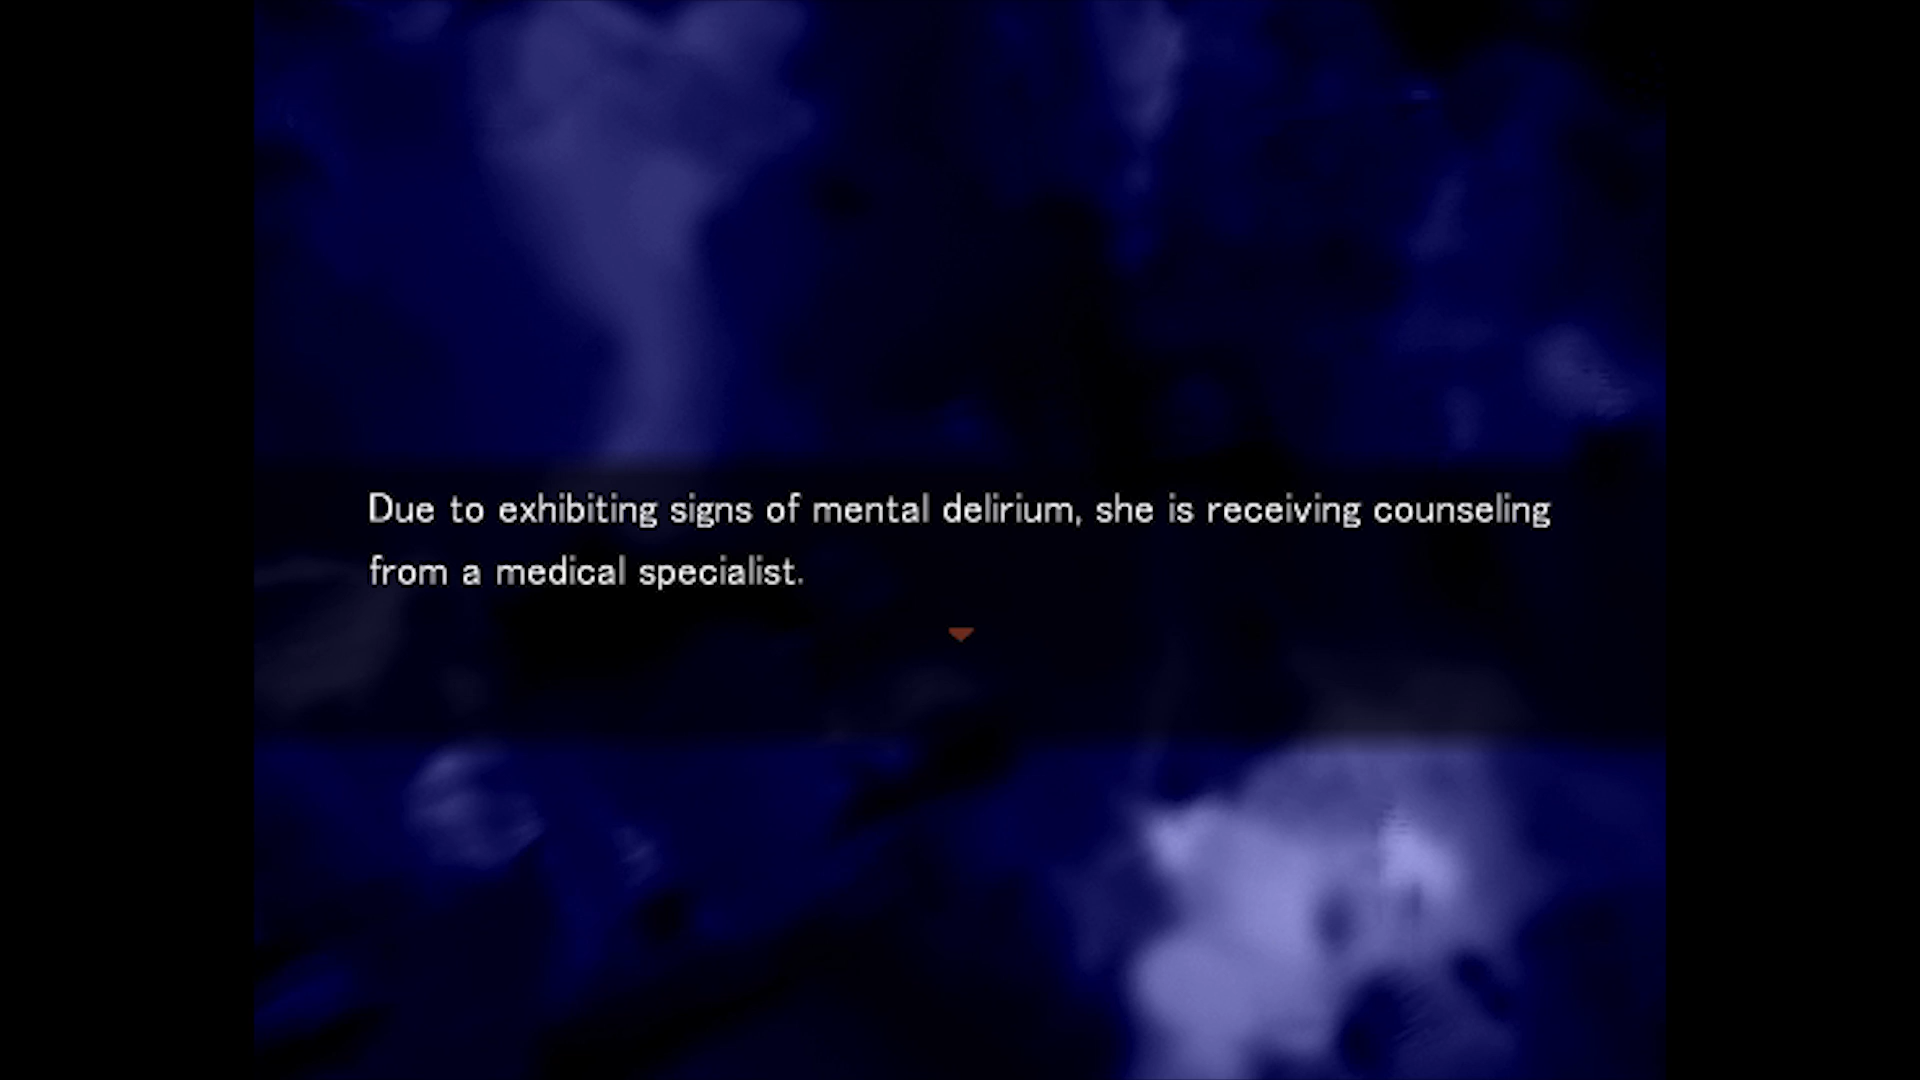 Due to exhibiting signs of mental delirium, she is receiving counseling
from a medical specialist.